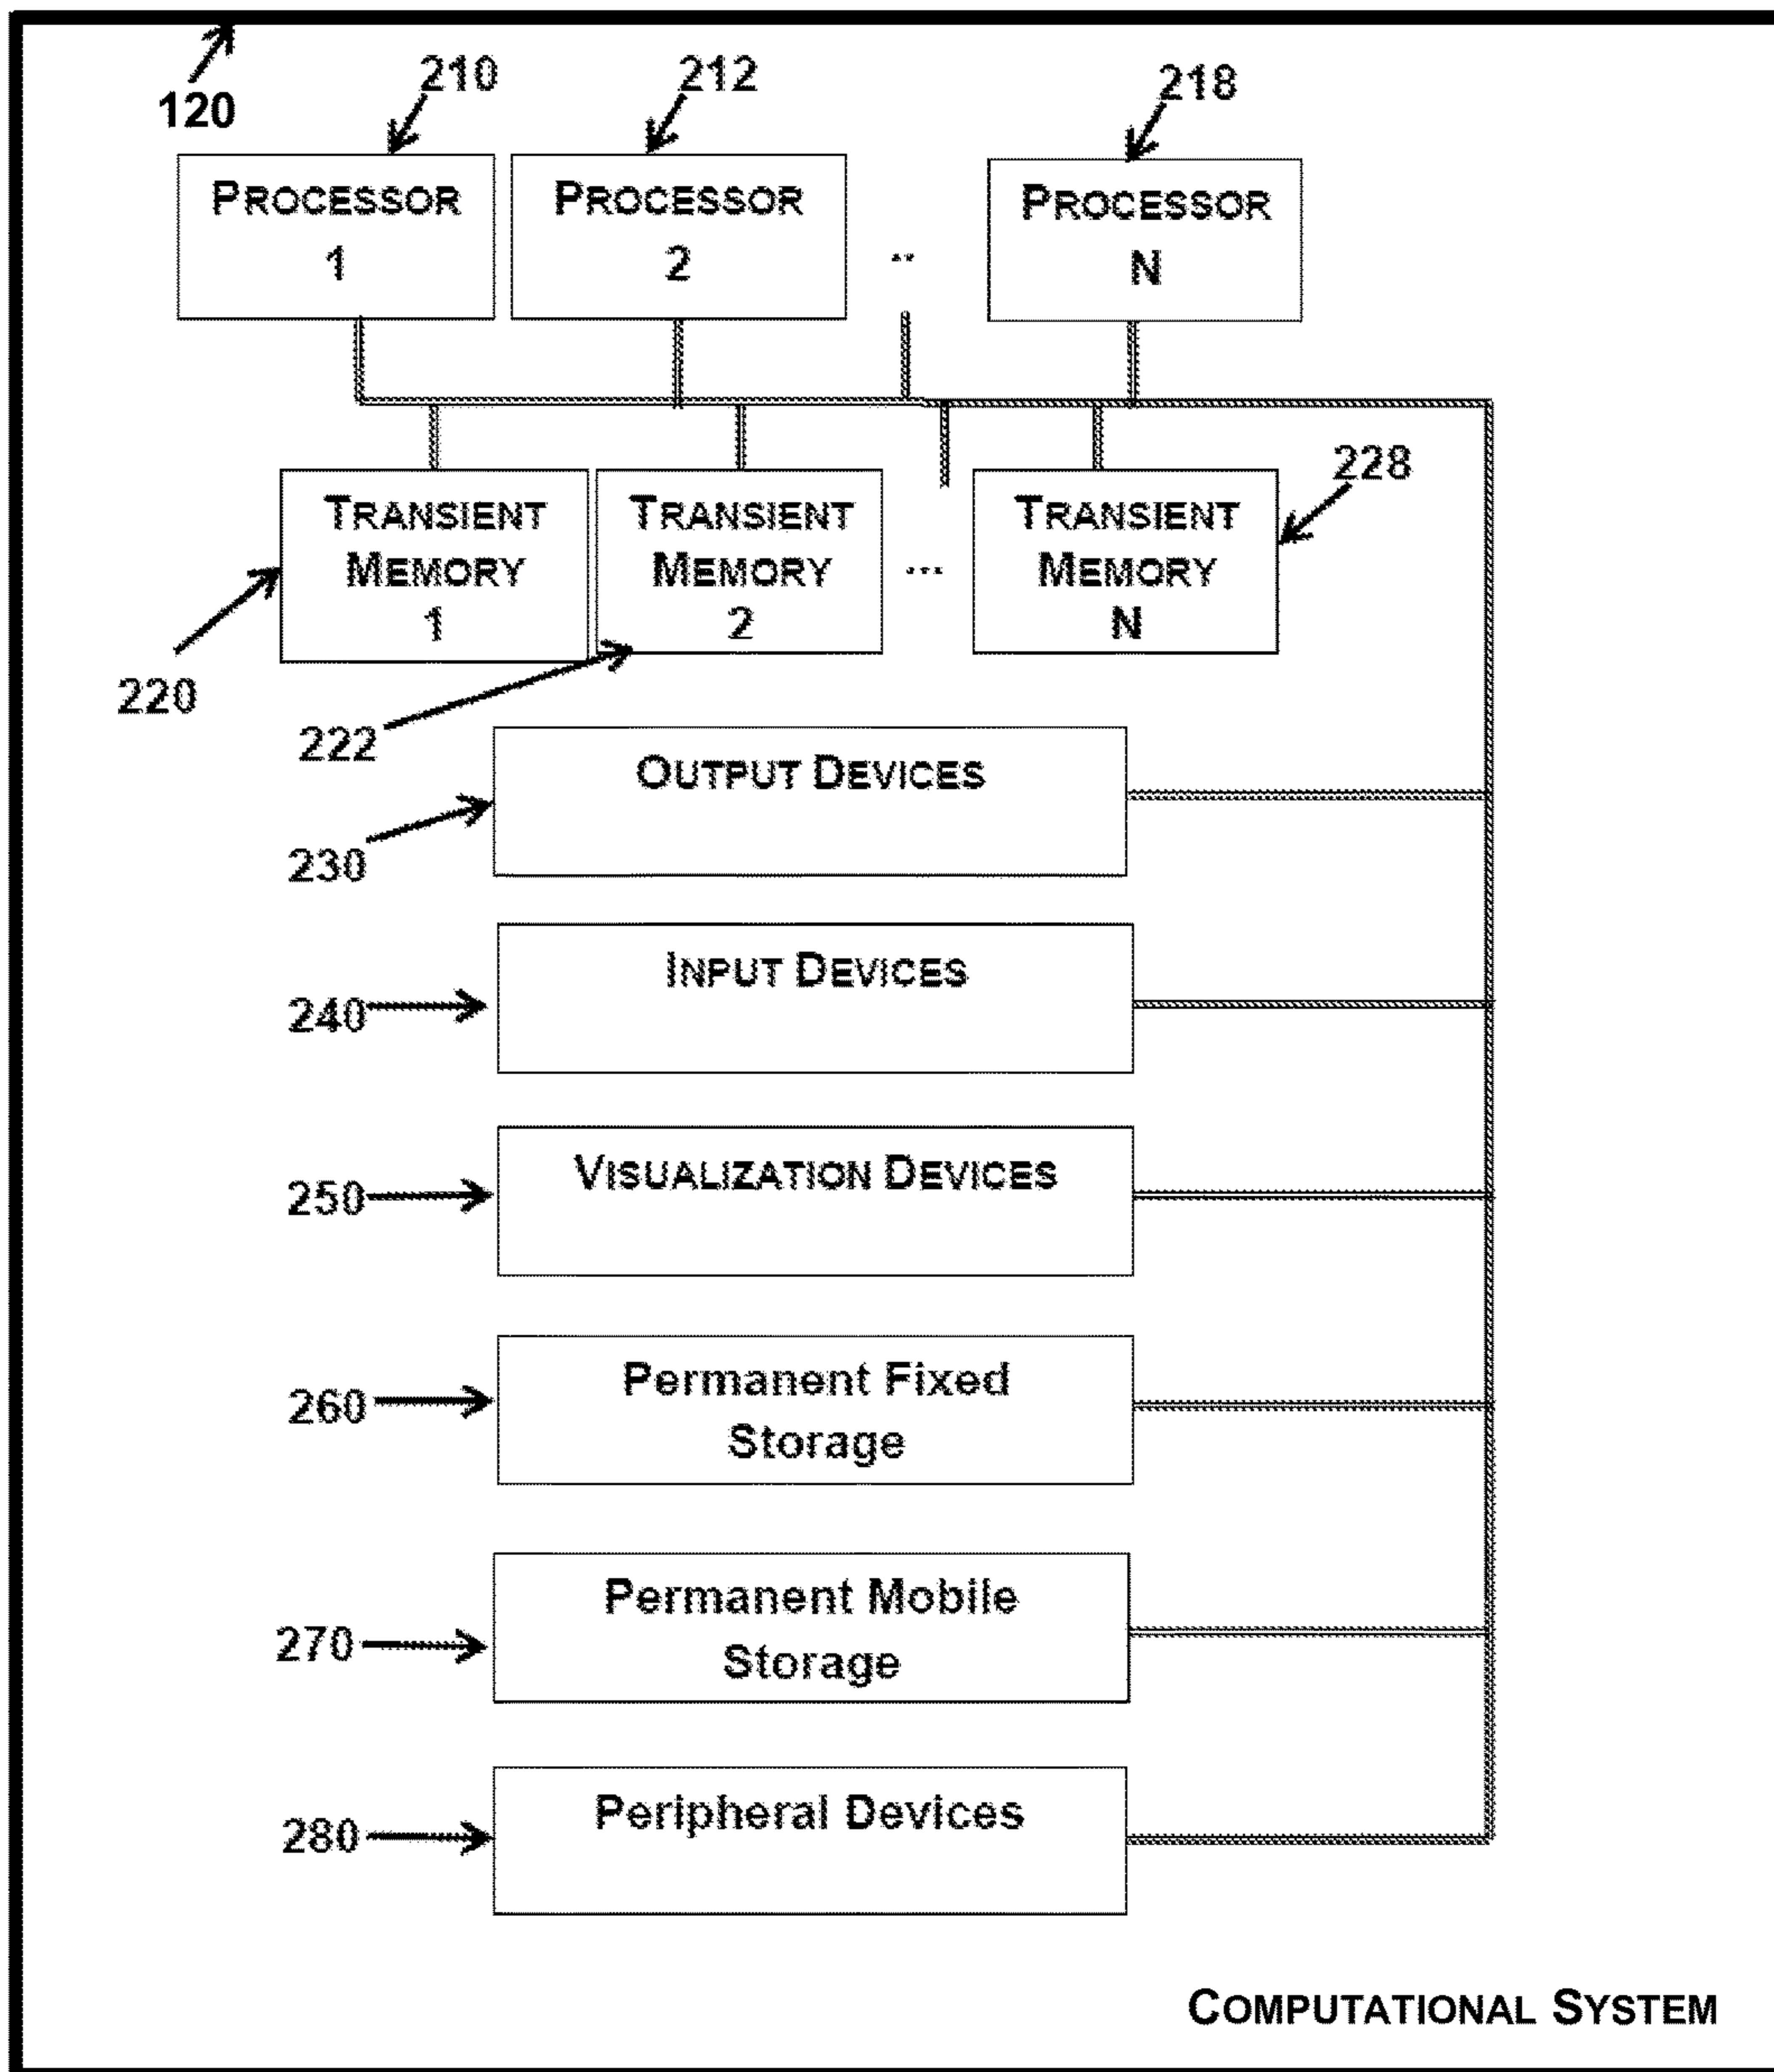 120
210
212
218
PROCESSOR
1
PROCESSOR
2
..
PROCESSOR
N
TRANSIENT
MEMORY
1
TRANSIENT
MEMORY
2
...
TRANSIENT
MEMORY
N
228
220
222
OUTPUT DEVICES
230
INPUT DEVICES
240
VISUALIZATION DEVICES
250
Permanent Fixed
Storage
260
Permanent Mobile
Storage
270
Peripheral Devices
280
COMPUTATIONAL SYSTEM